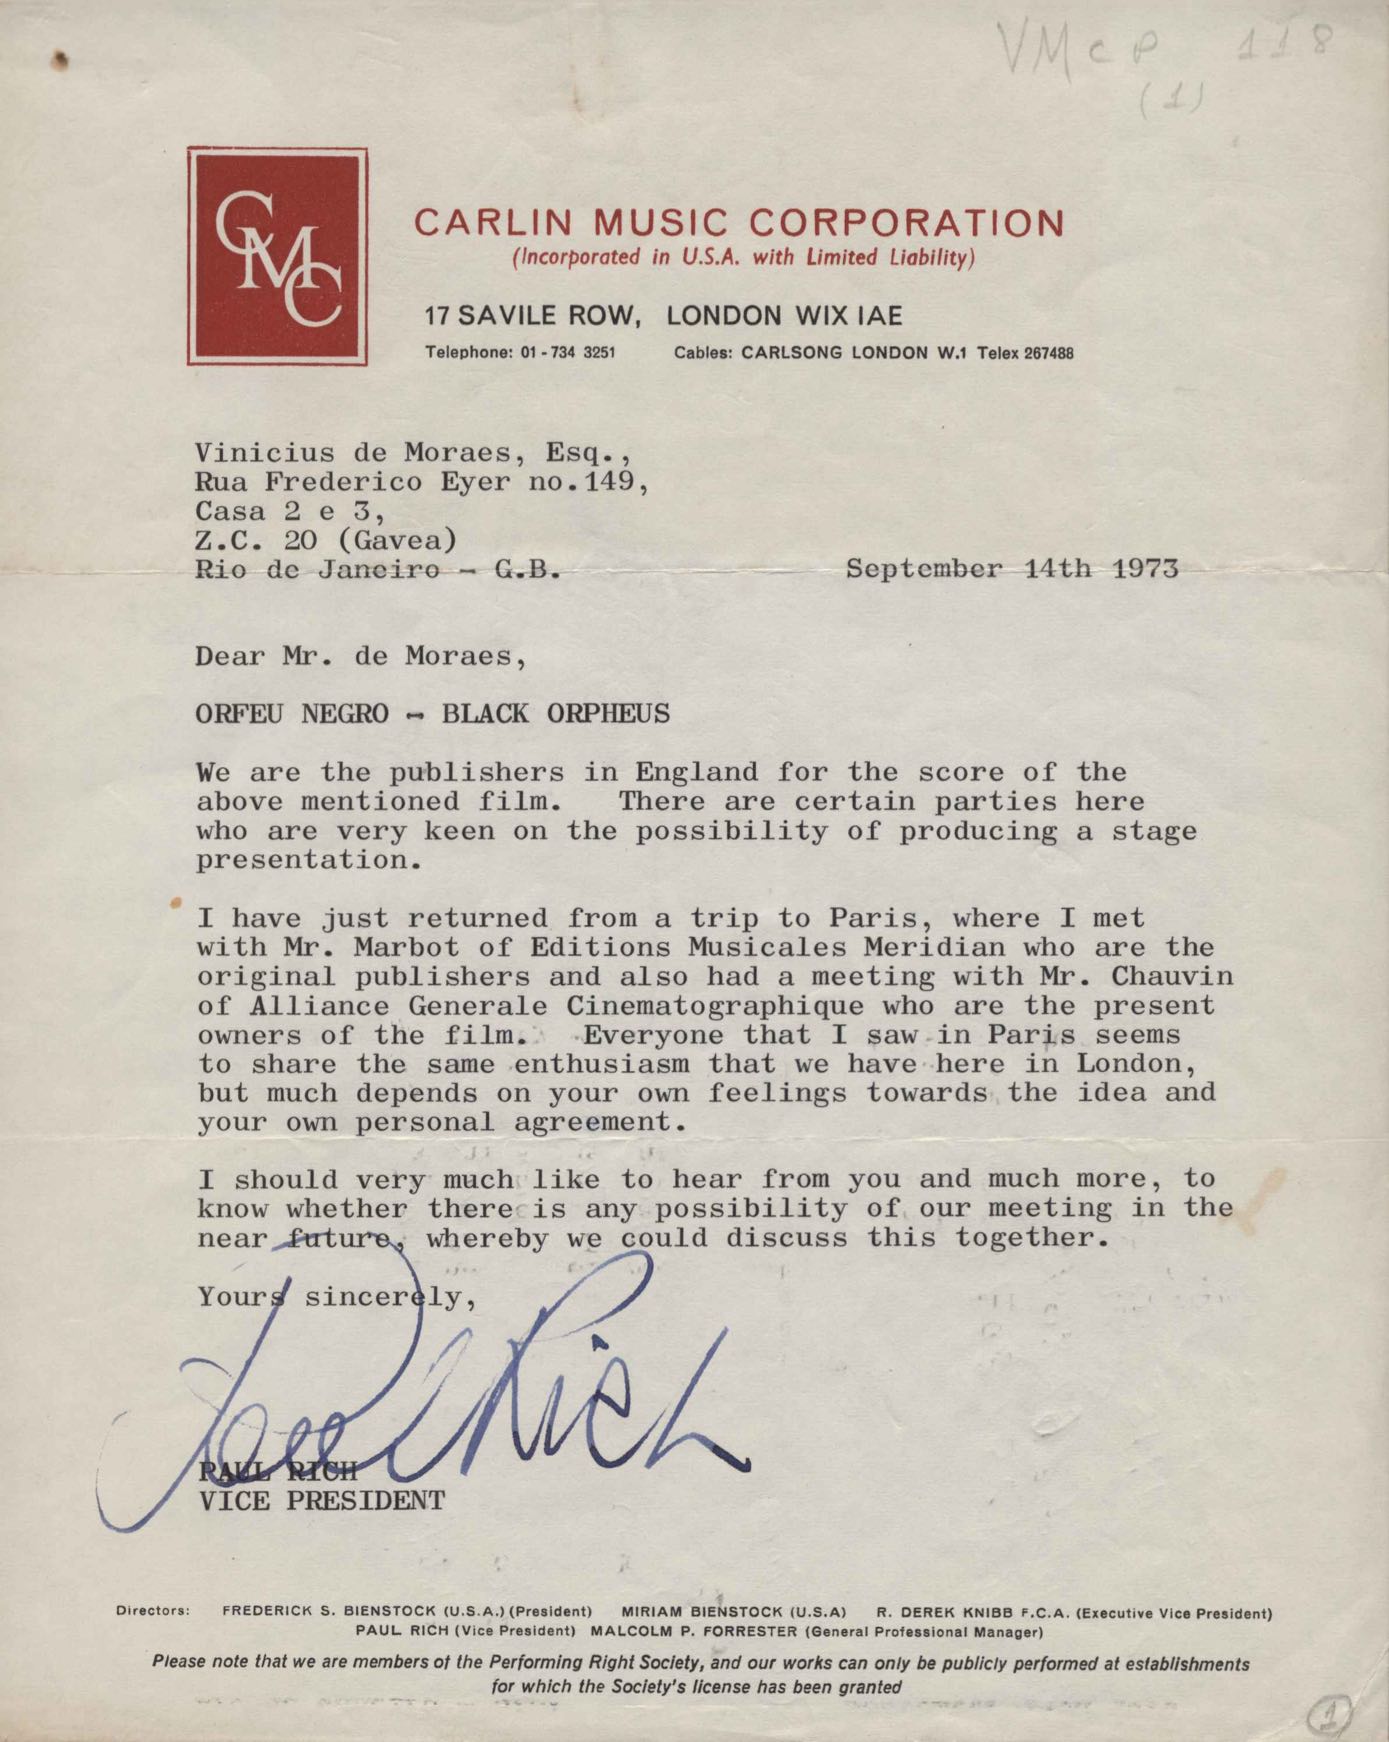 VMcP 118
(1)
CMC
CARLIN MUSIC CORPORATION
(Incorporated in U.S.A. with Limited Liability)
17 SAVILE ROW, LONDON WIX IAE
Telephone: 01-734 3251 Cables: CARLSONG LONDON W.1 Telex 267488
Vinicius de Moraes, Esq.,
Rua Frederico Eyer no.149,
Casa 2 e 3,
Z.C. 20 (Gavea)
Rio de Janeiro - G.B. September 14th 1973
Dear Mr. de Moraes,
ORFEU NEGRO - BLACK ORPHEUS
We are the publishers in England for the score of the
above mentioned film. There are certain parties here
who are very keen on the possibility of producing a stage
presentation.
I have just returned from a trip to Paris, where I met
with Mr. Marbot of Editions Musicales Meridian who are the
original publishers and also had a meeting with Mr. Chauvin
of Alliance Generale Cinematographique who are the present
owners of the film. Everyone that I saw in Paris seems
to share the same enthusiasm that we have here in London,
but much depends on your own feelings towards the idea and
your own personal agreement.
I should very much like to hear from you and much more, to
know whether there is any possibility of our meeting in the
near future, whereby we could discuss this together.
Yours sincerely,
Paul Rich
PAUL RICH
VICE PRESIDENT
Directors: FREDERICK S. BIENSTOCK (U.S.A.) (President) MIRIAM BIENSTOCK (U.S.A) R. DEREK KNIBB F.C.A. (Executive Vice President)
PAUL RICH (Vice President) MALCOLM P. FORRESTER (General Professional Manager)
Please note that we are members of the Performing Right Society, and our works can only be publicly performed at establishments
for which the Society's license has been granted
1